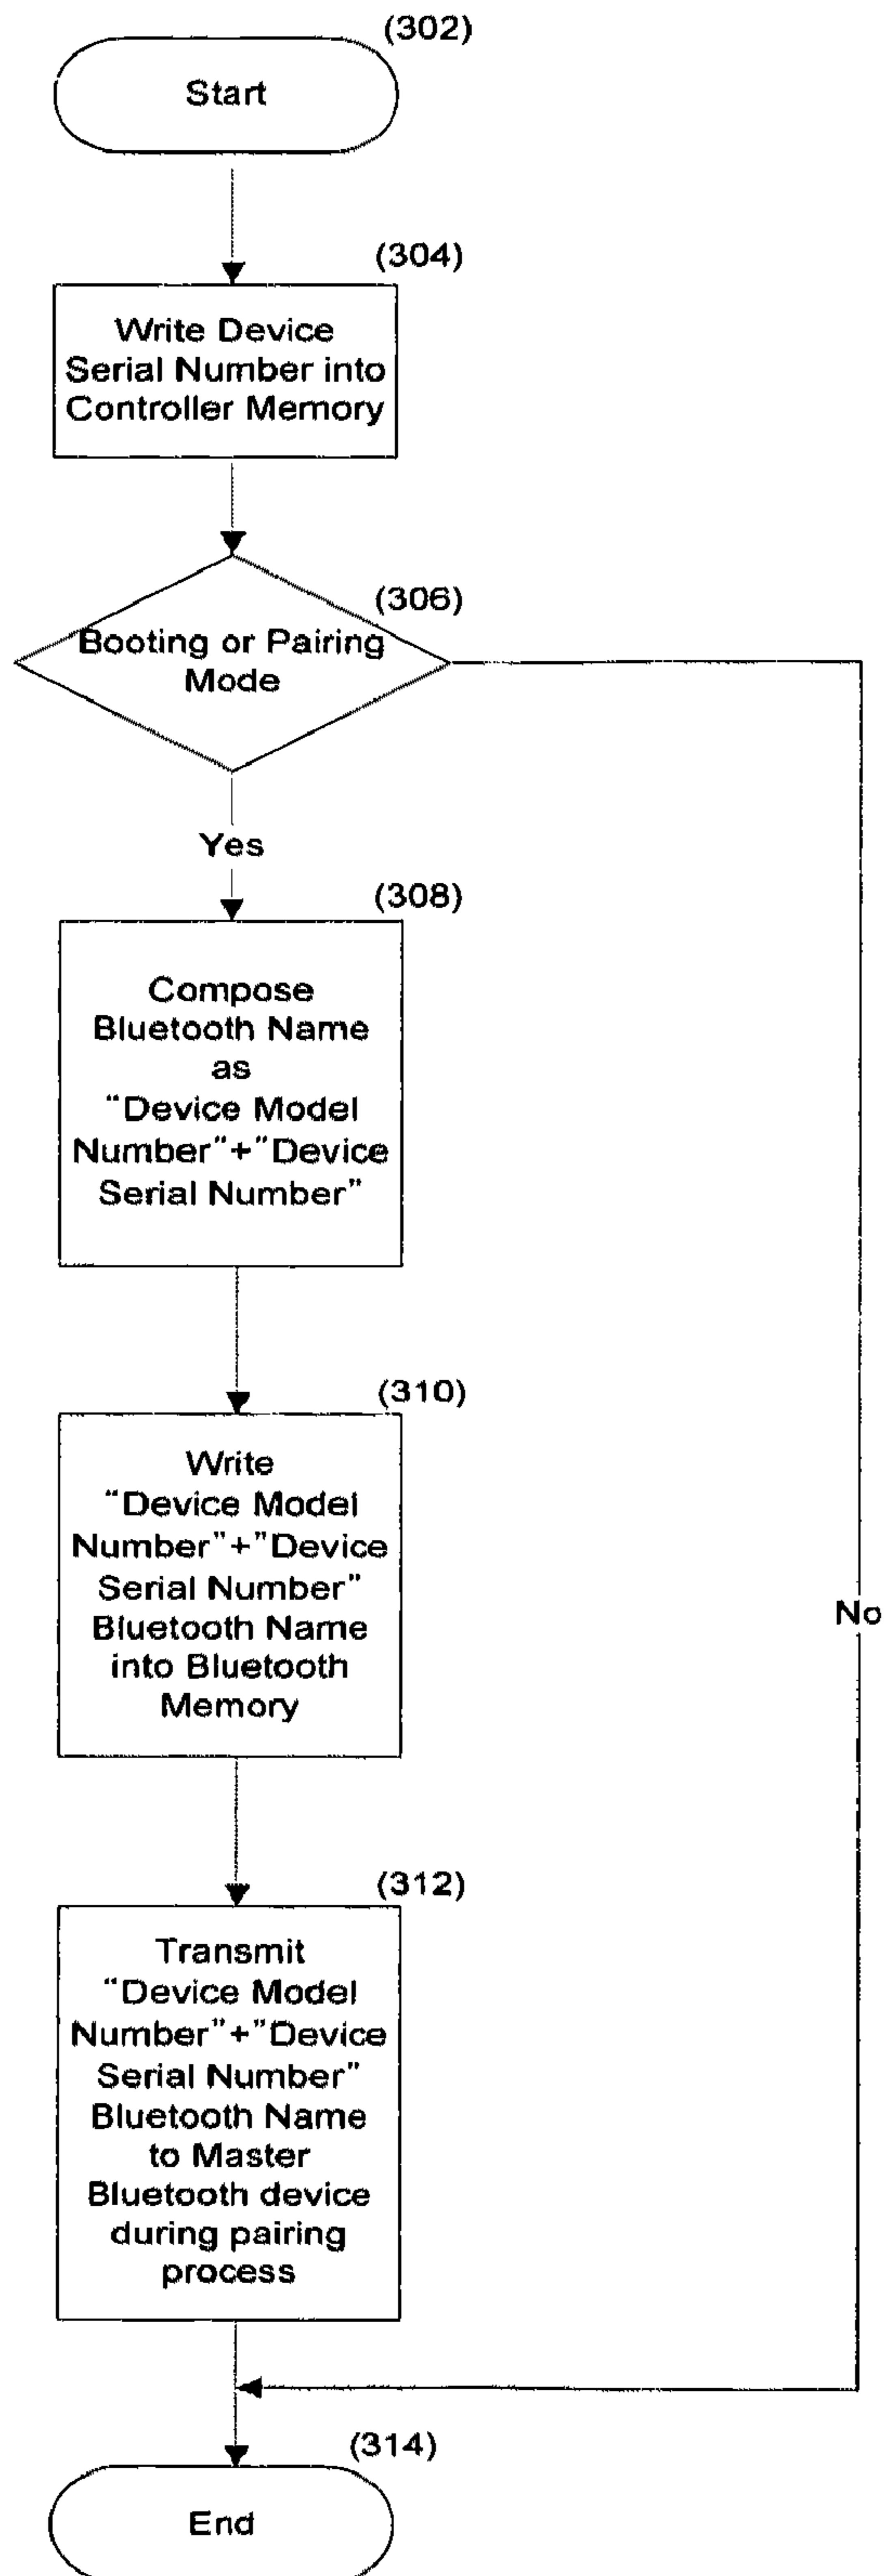 (302)
Start
(304)
Write Device
Serial Number into
Controller Memory
(306)
Booting or Pairing
Mode
Yes
(308)
Compose
Bluetooth Name
as
“Device Model
Number”+”Device
Serial Number”
(310)
Write
“Device Model
Number”+”Device
Serial Number”
Bluetooth Name
into Bluetooth
Memory
No
(312)
Transmit
“Device Model
Number”+”Device
Serial Number”
Bluetooth Name
to Master
Bluetooth device
during pairing
process
(314)
End